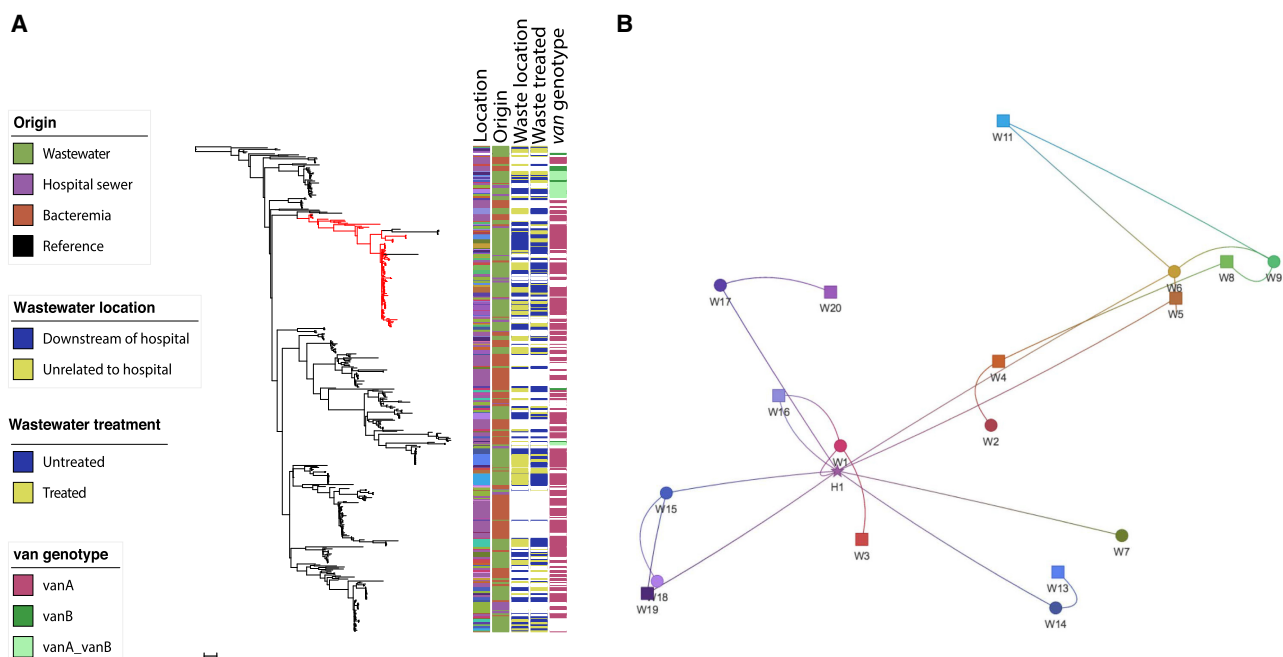 A
B
Origin
Wastewater
Hospital sewer
Bacteremia
Reference
Wastewater location
Downstream of hospital
Unrelated to hospital
Wastewater treatment
Untreated
Treated
van genotype
vanA
vanB
vanA_vanB
Location
Origin
Waste location
Waste treated
van genotype
W11
W6
W8
W9
W5
W17
W20
W4
W16
W2
W1
H1
W15
W3
W7
W18
W19
W13
W14